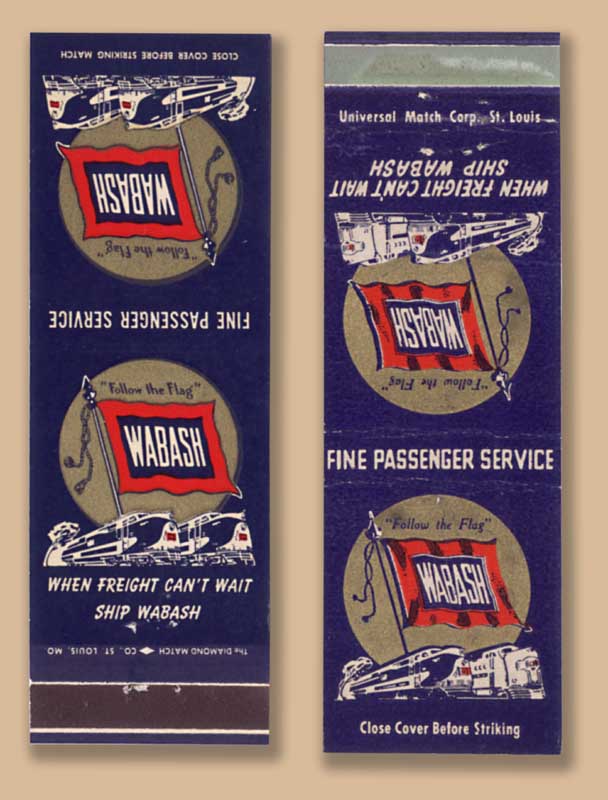 CLOSE COVER BEFORE STRIKING MATCH
WABASH
"Follow the Flag"
FINE PASSENGER SERVICE
"Follow the Flag"
WABASH
WHEN FREIGHT CAN'T WAIT
SHIP WABASH
The DIAMOND MATCH CO., ST. LOUIS, MO
Universal Match Corp., St. Louis
WHEN FREIGHT CAN'T WAIT
SHIP WABASH
WABASH
"Follow the Flag"
FINE PASSENGER SERVICE
"Follow the Flag"
WABASH
Close Cover Before Striking